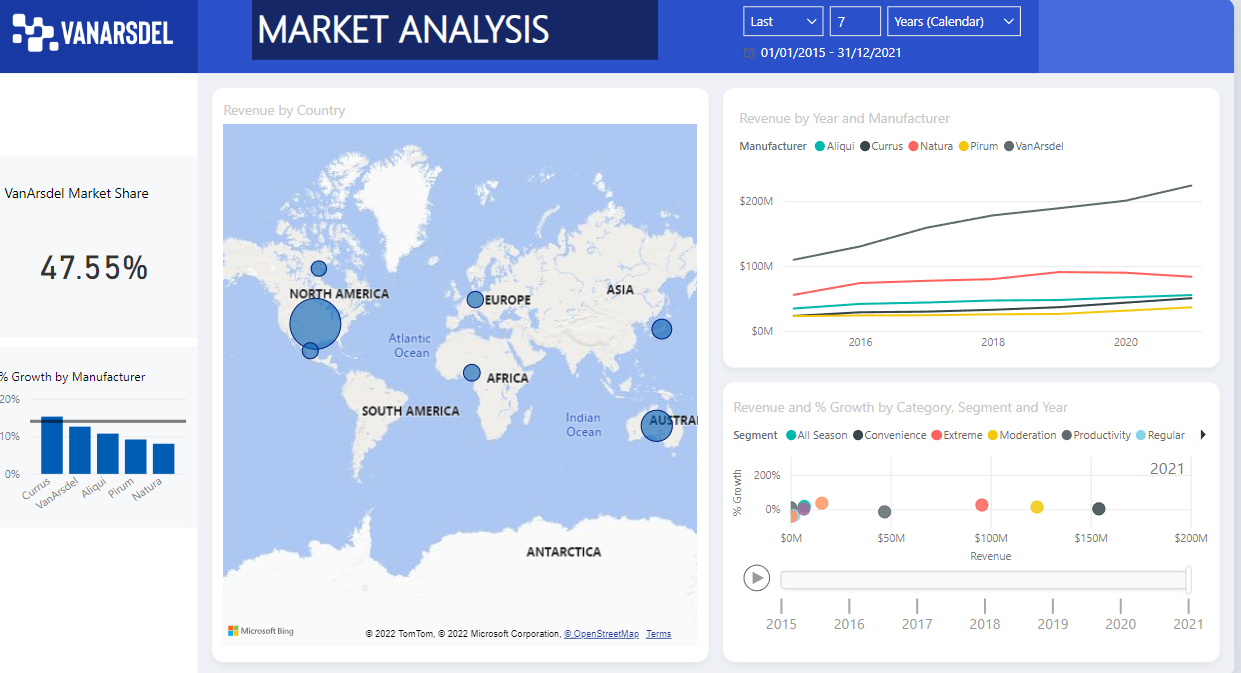 VANARSDEL
MARKET ANALYSIS
Last
7
Years (Calendar)
01/01/2015 - 31/12/2021
VanArsdel Market Share
47.55%
% Growth by Manufacturer
20%
10%
0%
Currus
VanArsdel
Aliqui
Pirum
Natura
Revenue by Country
NORTH AMERICA
EUROPE
ASIA
Atlantic
Ocean
AFRICA
SOUTH AMERICA
Indian
Ocean
AUSTRA
ANTARCTICA
Microsoft Bing
© 2022 TomTom, © 2022 Microsoft Corporation, © OpenStreetMap Terms
Revenue by Year and Manufacturer
Manufacturer Aliqui Currus Natura Pirum VanArsdel
$200M
$100M
$0M
2016 2018 2020
Revenue and % Growth by Category, Segment and Year
Segment All Season Convenience Extreme Moderation Productivity Regular
2021
% Growth
200%
0%
$0M $50M $100M $150M $200M
Revenue
2015 2016 2017 2018 2019 2020 2021